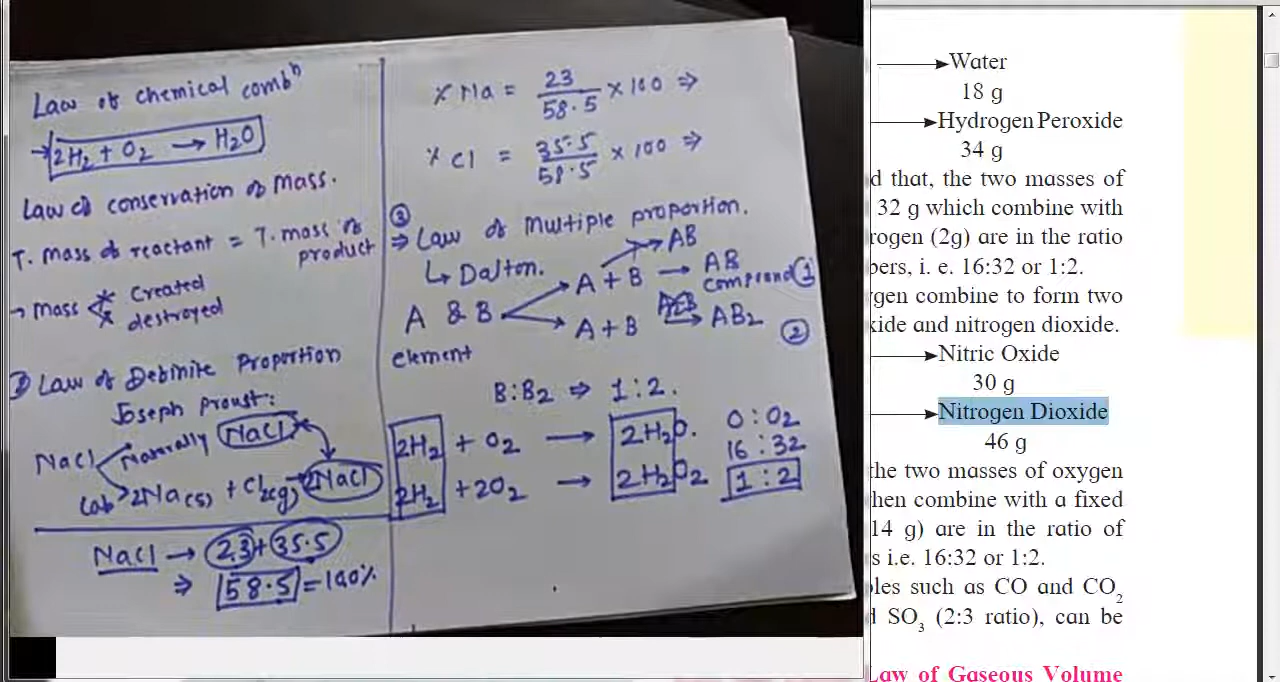 Law of chemical combⁿ
→ 2H₂ + O₂ → H₂O
Law of conservation of Mass.
T. mass of reactant = T. mass of product
→ Mass × Created
× destroyed
② Law of Definite Proportion
Joseph Proust:
NaCl Naturally NaCl
Lab → 2Na(s) + Cl₂(g) → 2NaCl
NaCl → 23 + 35.5
⇒ 58.5 = 100%
% Na = 23/58.5 × 100 ⇒
% Cl = 35.5/58.5 × 100 ⇒
③
⇒ Law of Multiple proportion.
↳ Dalton.
→ AB
A + B → AB
compound ①
A & B
A + B → AB₂
②
element
B:B₂ ⇒ 1:2.
2H₂ + O₂ → 2H₂O.
2H₂ + 2O₂ → 2H₂O₂
O:O₂
16:32
1:2
Water
18 g
Hydrogen Peroxide
34 g
d that, the two masses of
32 g which combine with
rogen (2g) are in the ratio
bers, i. e. 16:32 or 1:2.
ygen combine to form two
xide and nitrogen dioxide.
Nitric Oxide
30 g
Nitrogen Dioxide
46 g
the two masses of oxygen
hen combine with a fixed
14 g) are in the ratio of
s i.e. 16:32 or 1:2.
ples such as CO and CO₂
d SO₃ (2:3 ratio), can be
Law of Gaseous Volume